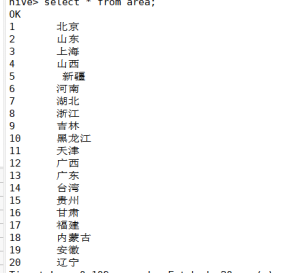 hive> select * from area;
OK
1 北京
2 山东
3 上海
4 山西
5 新疆
6 河南
7 湖北
8 浙江
9 吉林
10 黑龙江
11 天津
12 广西
13 广东
14 台湾
15 贵州
16 甘肃
17 福建
18 内蒙古
19 安徽
20 辽宁